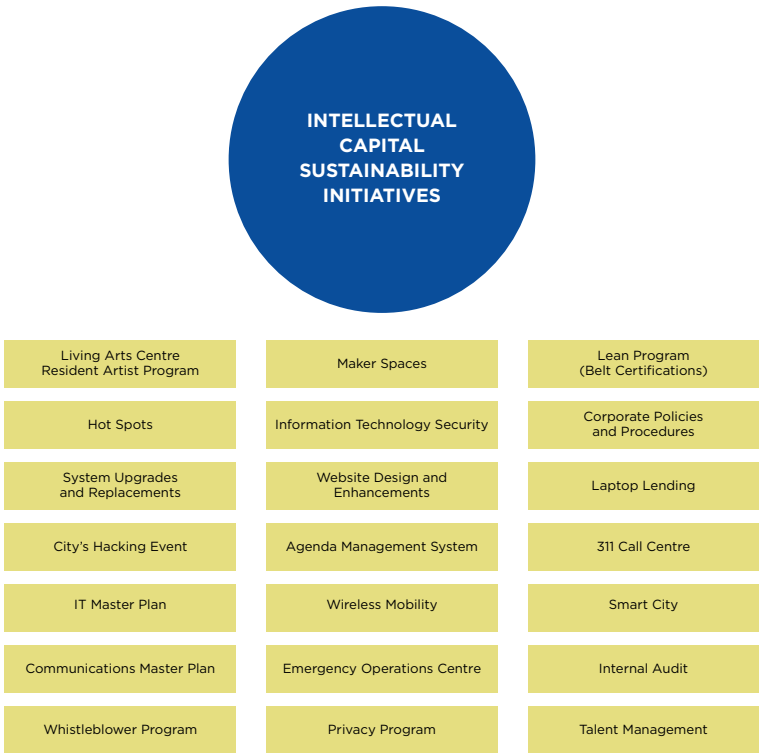 INTELLECTUAL
CAPITAL
SUSTAINABILITY
INITIATIVES
Living Arts Centre
Resident Artist Program
Maker Spaces
Lean Program
(Belt Certifications)
Hot Spots
Information Technology Security
Corporate Policies
and Procedures
System Upgrades
and Replacements
Website Design and
Enhancements
Laptop Lending
City’s Hacking Event
Agenda Management System
311 Call Centre
IT Master Plan
Wireless Mobility
Smart City
Communications Master Plan
Emergency Operations Centre
Internal Audit
Whistleblower Program
Privacy Program
Talent Management